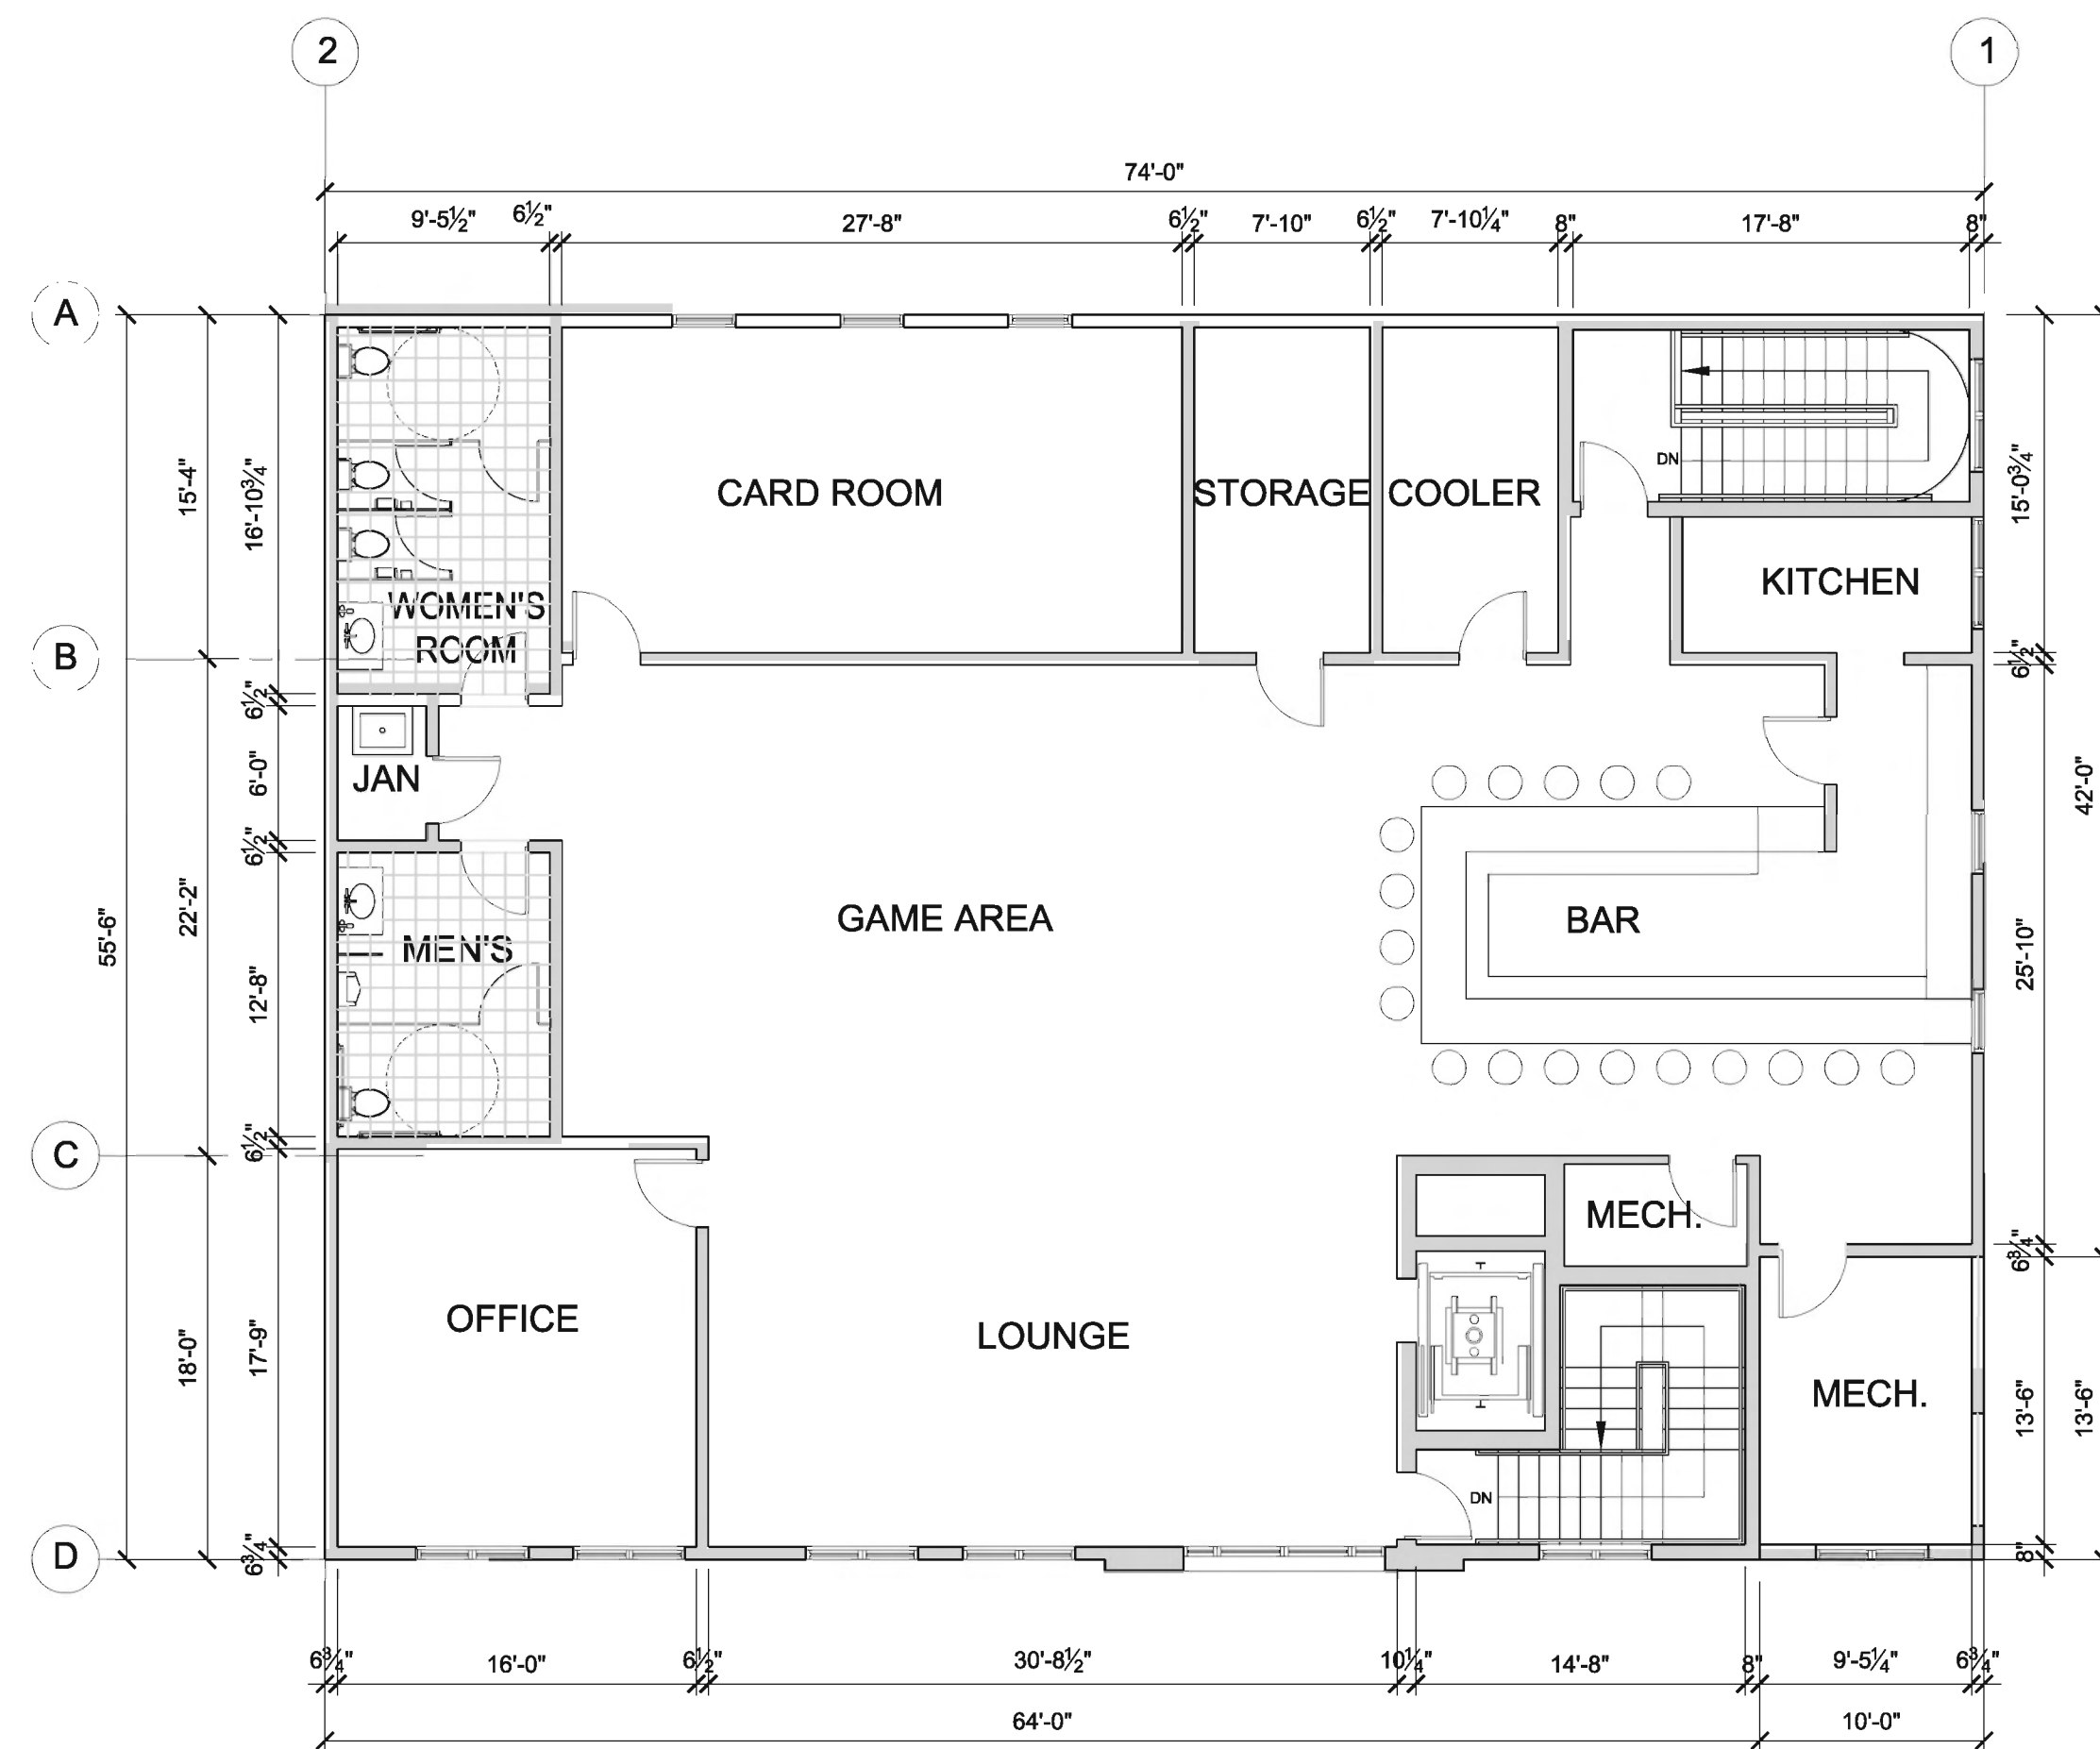 2
1
74'-0"
9'-5½"
6½"
27'-8"
6½"
7'-10"
6½"
7'-10¼"
8"
17'-8"
8"
A
B
C
D
55'-6"
15'-4"
22'-2"
18'-0"
16'-10¾"
6½"
6'-0"
6½"
12'-8"
6½"
17'-9"
6¾"
CARD ROOM
STORAGE
COOLER
DN
KITCHEN
WOMEN'S
ROOM
JAN
GAME AREA
BAR
MEN'S
MECH.
OFFICE
LOUNGE
MECH.
DN
15'-0¾"
6½"
25'-10"
6¾"
13'-6"
8"
42'-0"
13'-6"
6¾"
16'-0"
6½"
30'-8½"
10¼"
14'-8"
8"
9'-5¼"
6¾"
64'-0"
10'-0"